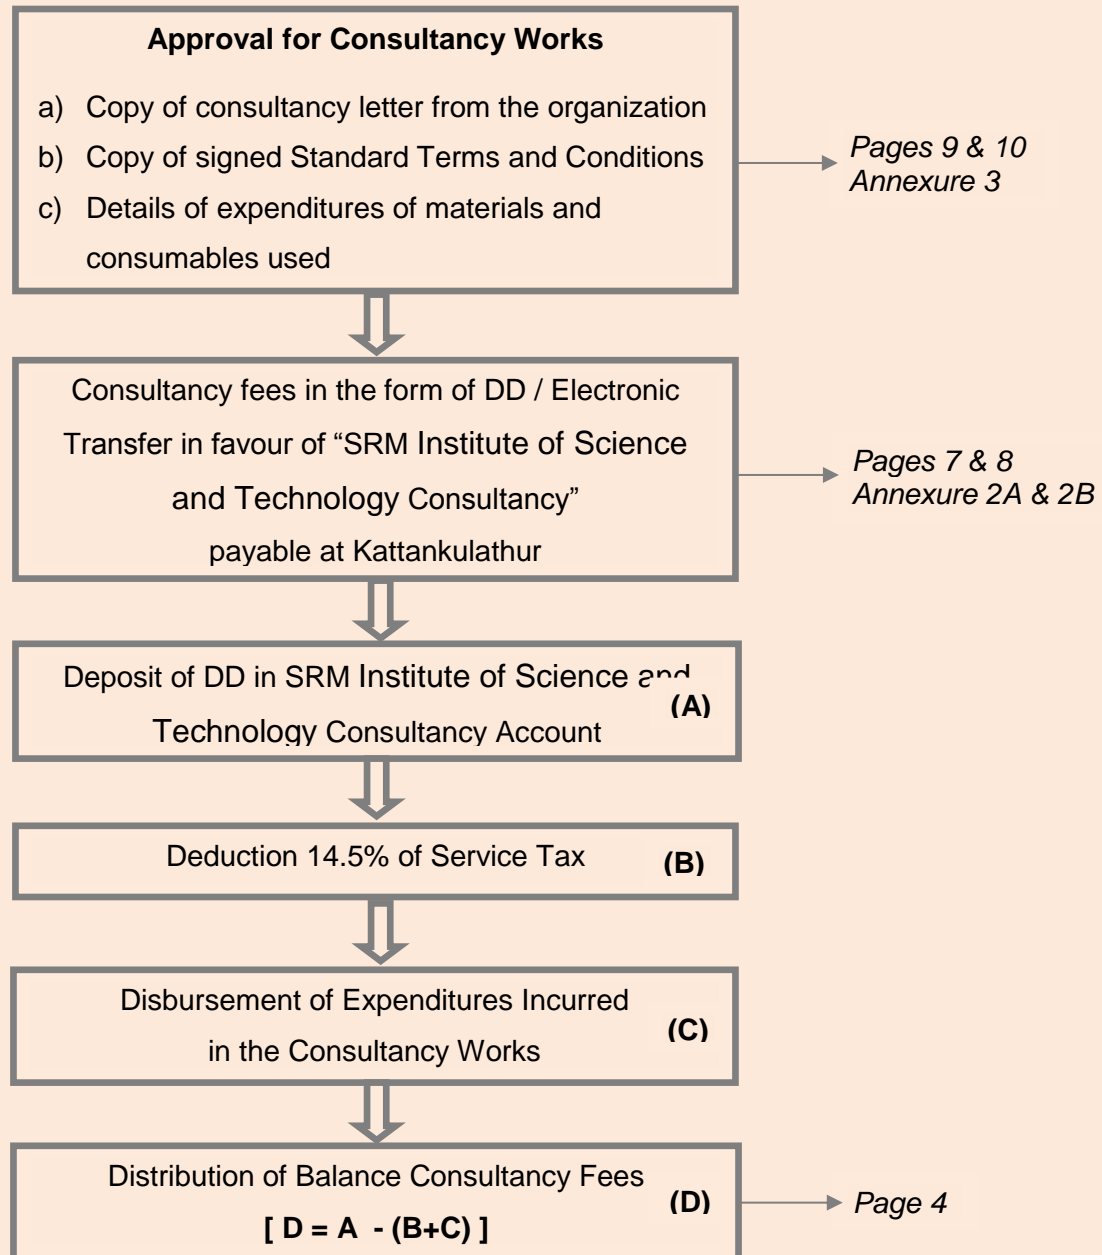 Approval for Consultancy Works
a) Copy of consultancy letter from the organization
b) Copy of signed Standard Terms and Conditions
c) Details of expenditures of materials and
consumables used
Pages 9 & 10
Annexure 3
Consultancy fees in the form of DD / Electronic
Transfer in favour of “SRM Institute of Science
and Technology Consultancy”
payable at Kattankulathur
Pages 7 & 8
Annexure 2A & 2B
Deposit of DD in SRM Institute of Science and
Technology Consultancy Account
(A)
Deduction 14.5% of Service Tax
(B)
Disbursement of Expenditures Incurred
in the Consultancy Works
(C)
Distribution of Balance Consultancy Fees
[ D = A - (B+C) ]
(D)
Page 4